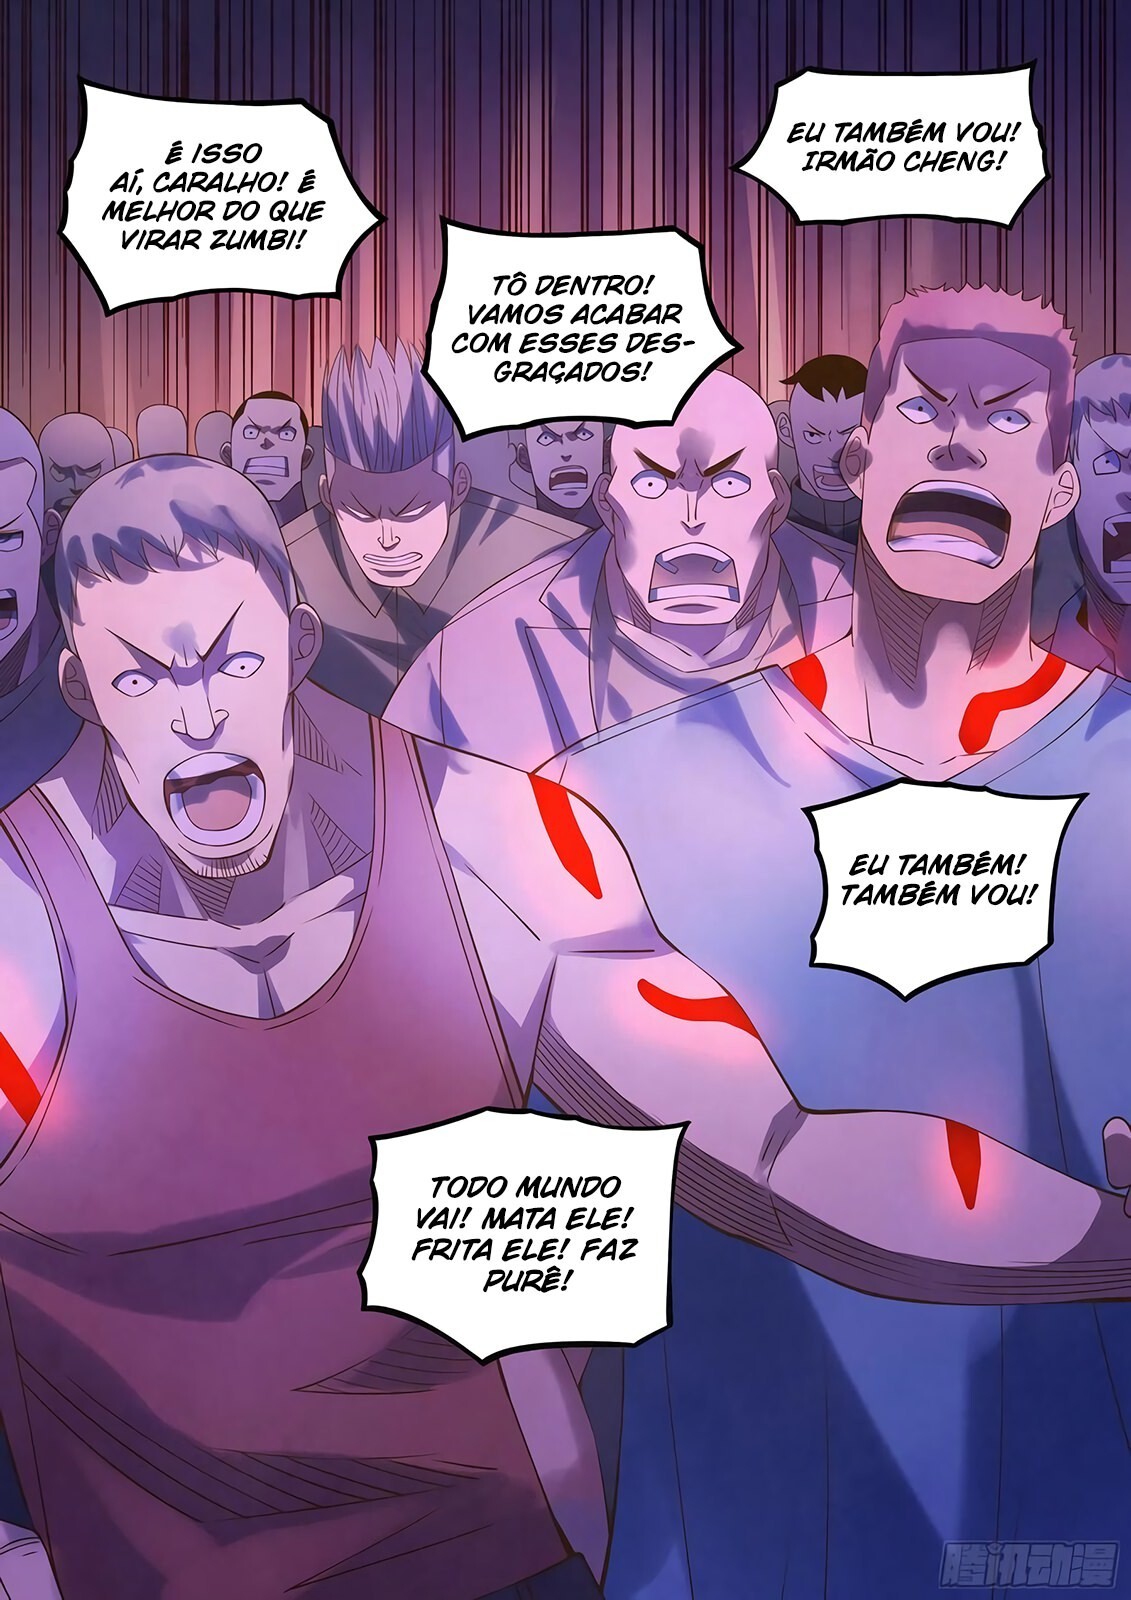 É ISSO
AÍ, CARALHO! É
MELHOR DO QUE
VIRAR ZUMBI!
EU TAMBÉM VOU!
IRMÃO CHENG!
TÔ DENTRO!
VAMOS ACABAR
COM ESSES DES-
GRAÇADOS!
EU TAMBÉM!
TAMBÉM VOU!
TODO MUNDO
VAI! MATA ELE!
FRITA ELE! FAZ
PURÊ!
腾讯动漫